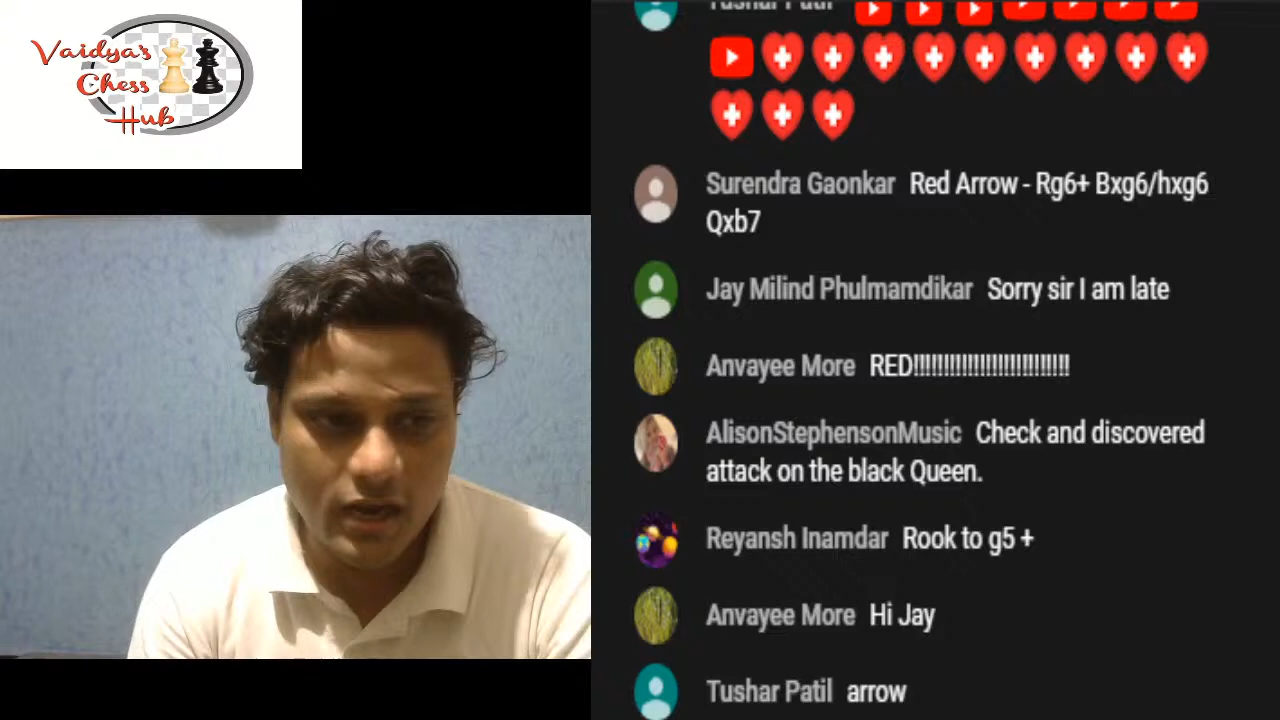 Vaidya's
Chess
Hub
Tushar Patil
Surendra Gaonkar Red Arrow - Rg6+ Bxg6/hxg6
Qxb7
Jay Milind Phulmamdikar Sorry sir I am late
Anvayee More RED!!!!!!!!!!!!!!!!!!!!!!!!!!!
AlisonStephensonMusic Check and discovered
attack on the black Queen.
Reyansh Inamdar Rook to g5 +
Anvayee More Hi Jay
Tushar Patil arrow